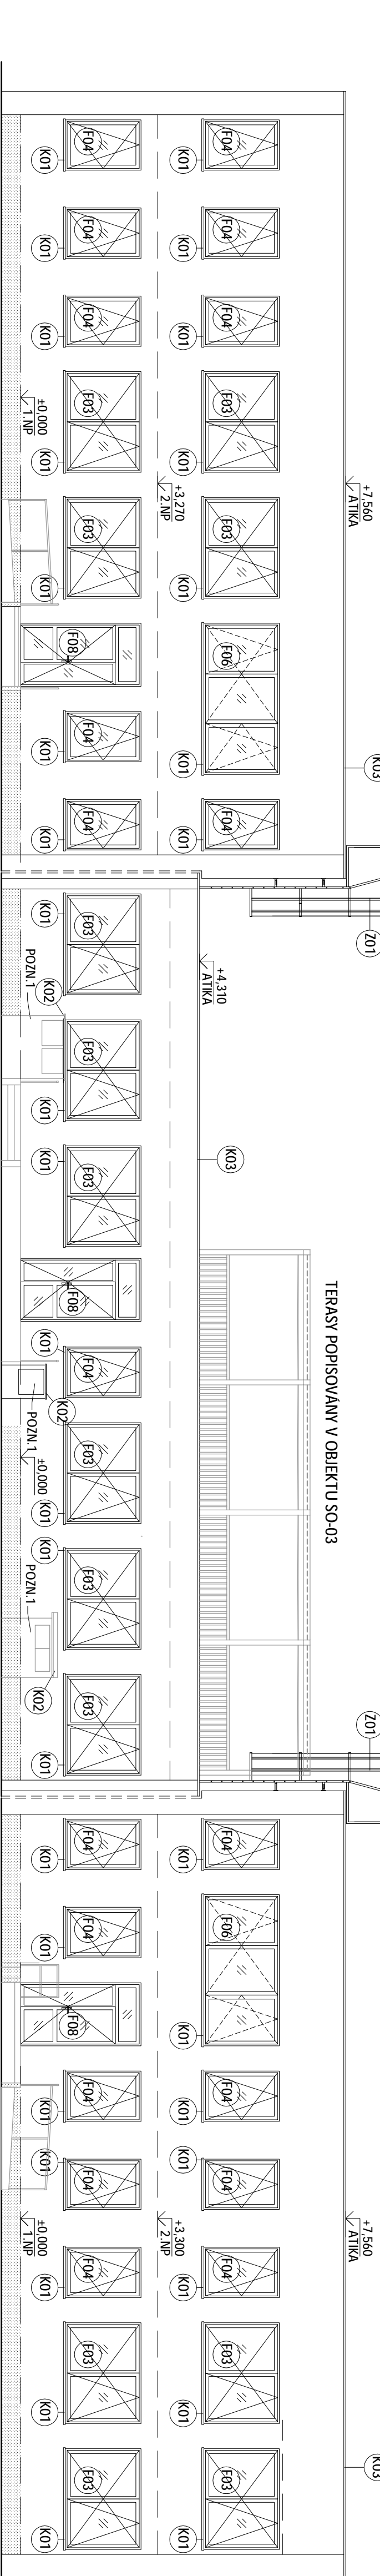 K03
Z01
Z01
K03
+7,560
ATIKA
+7,560
ATIKA
TERASY POPISOVÁNY V OBJEKTU SO-03
K03
+4,310
ATIKA
F04 F04 F04 F03 F03 F06 F04 F04
F04 F06 F04 F04 F04 F03 F03
K01 K01 K01 K01 K01 K01 K01 K01
K01 K01 K01 K01 K01 K01 K01
+3,270
2.NP
+3,300
2.NP
F04 F04 F04 F03 F03 F08 F04 F04
F03 F03 F03 F08 F04 F03 F03 F03
F04 F04 F08 F04 F04 F04 F03 F03
K01 K01 K01 K01 K01 K01 K01
K01 K02 K01 K01 K01 K02 K01 K01 K02 K01
K01 K01 K01 K01 K01 K01 K01
±0,000
1.NP
POZN.1
POZN.1
±0,000
POZN.1
±0,000
1.NP